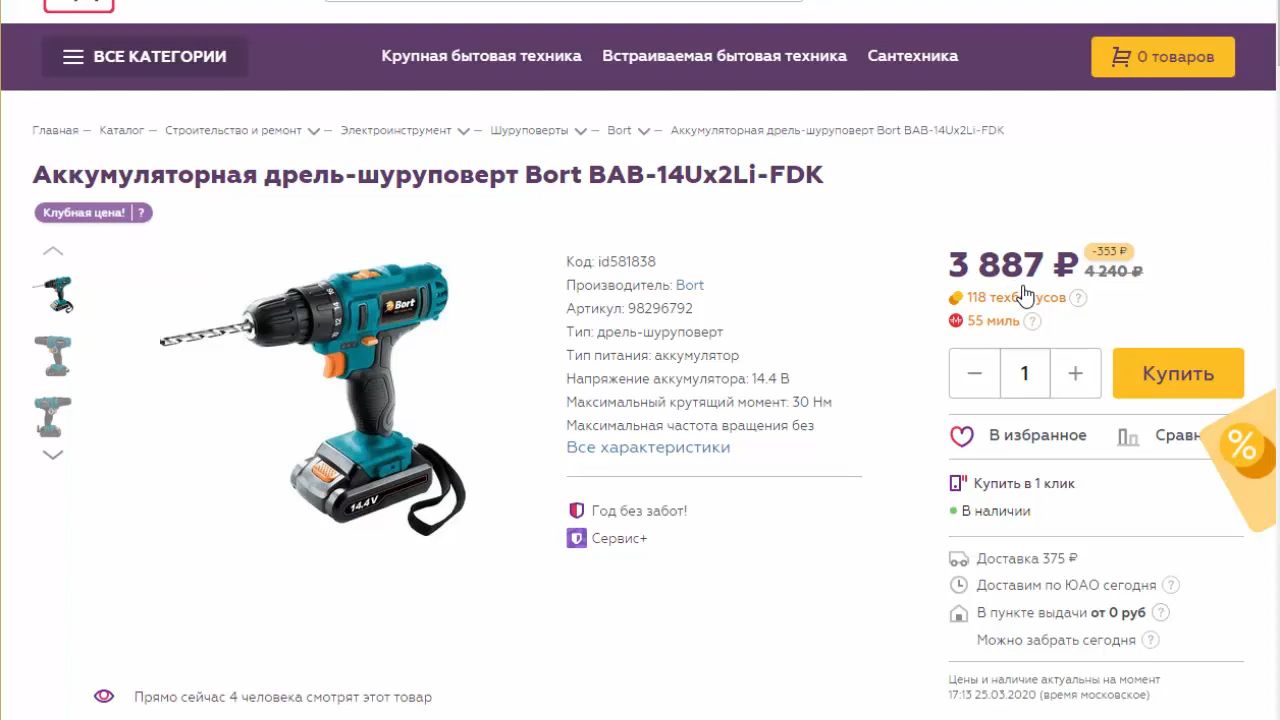 ВСЕ КАТЕГОРИИ
Крупная бытовая техника
Встраиваемая бытовая техника
Сантехника
0 товаров
Главная – Каталог – Строительство и ремонт – Электроинструмент – Шуруповерты – Bort – Аккумуляторная дрель-шуруповерт Bort BAB-14Ux2Li-FDK
Аккумуляторная дрель-шуруповерт Bort BAB-14Ux2Li-FDK
Клубная цена! ?
Bort
14.4V
Код: id581838
Производитель: Bort
Артикул: 98296792
Тип: дрель-шуруповерт
Тип питания: аккумулятор
Напряжение аккумулятора: 14.4 В
Максимальный крутящий момент: 30 Нм
Максимальная частота вращения без
Все характеристики
Год без забот!
Сервис+
3 887 ₽
-353 ₽
4 240 ₽
118 ?
55 миль ?
− 1 +
Купить
В избранное
%
Купить в 1 клик
В наличии
Доставка 375 ₽
Доставим по ЮАО сегодня ?
В пункте выдачи от 0 руб ?
Можно забрать сегодня ?
Цены и наличие актуальны на момент
17:13 25.03.2020 (время московское)
Прямо сейчас 4 человека смотрят этот товар